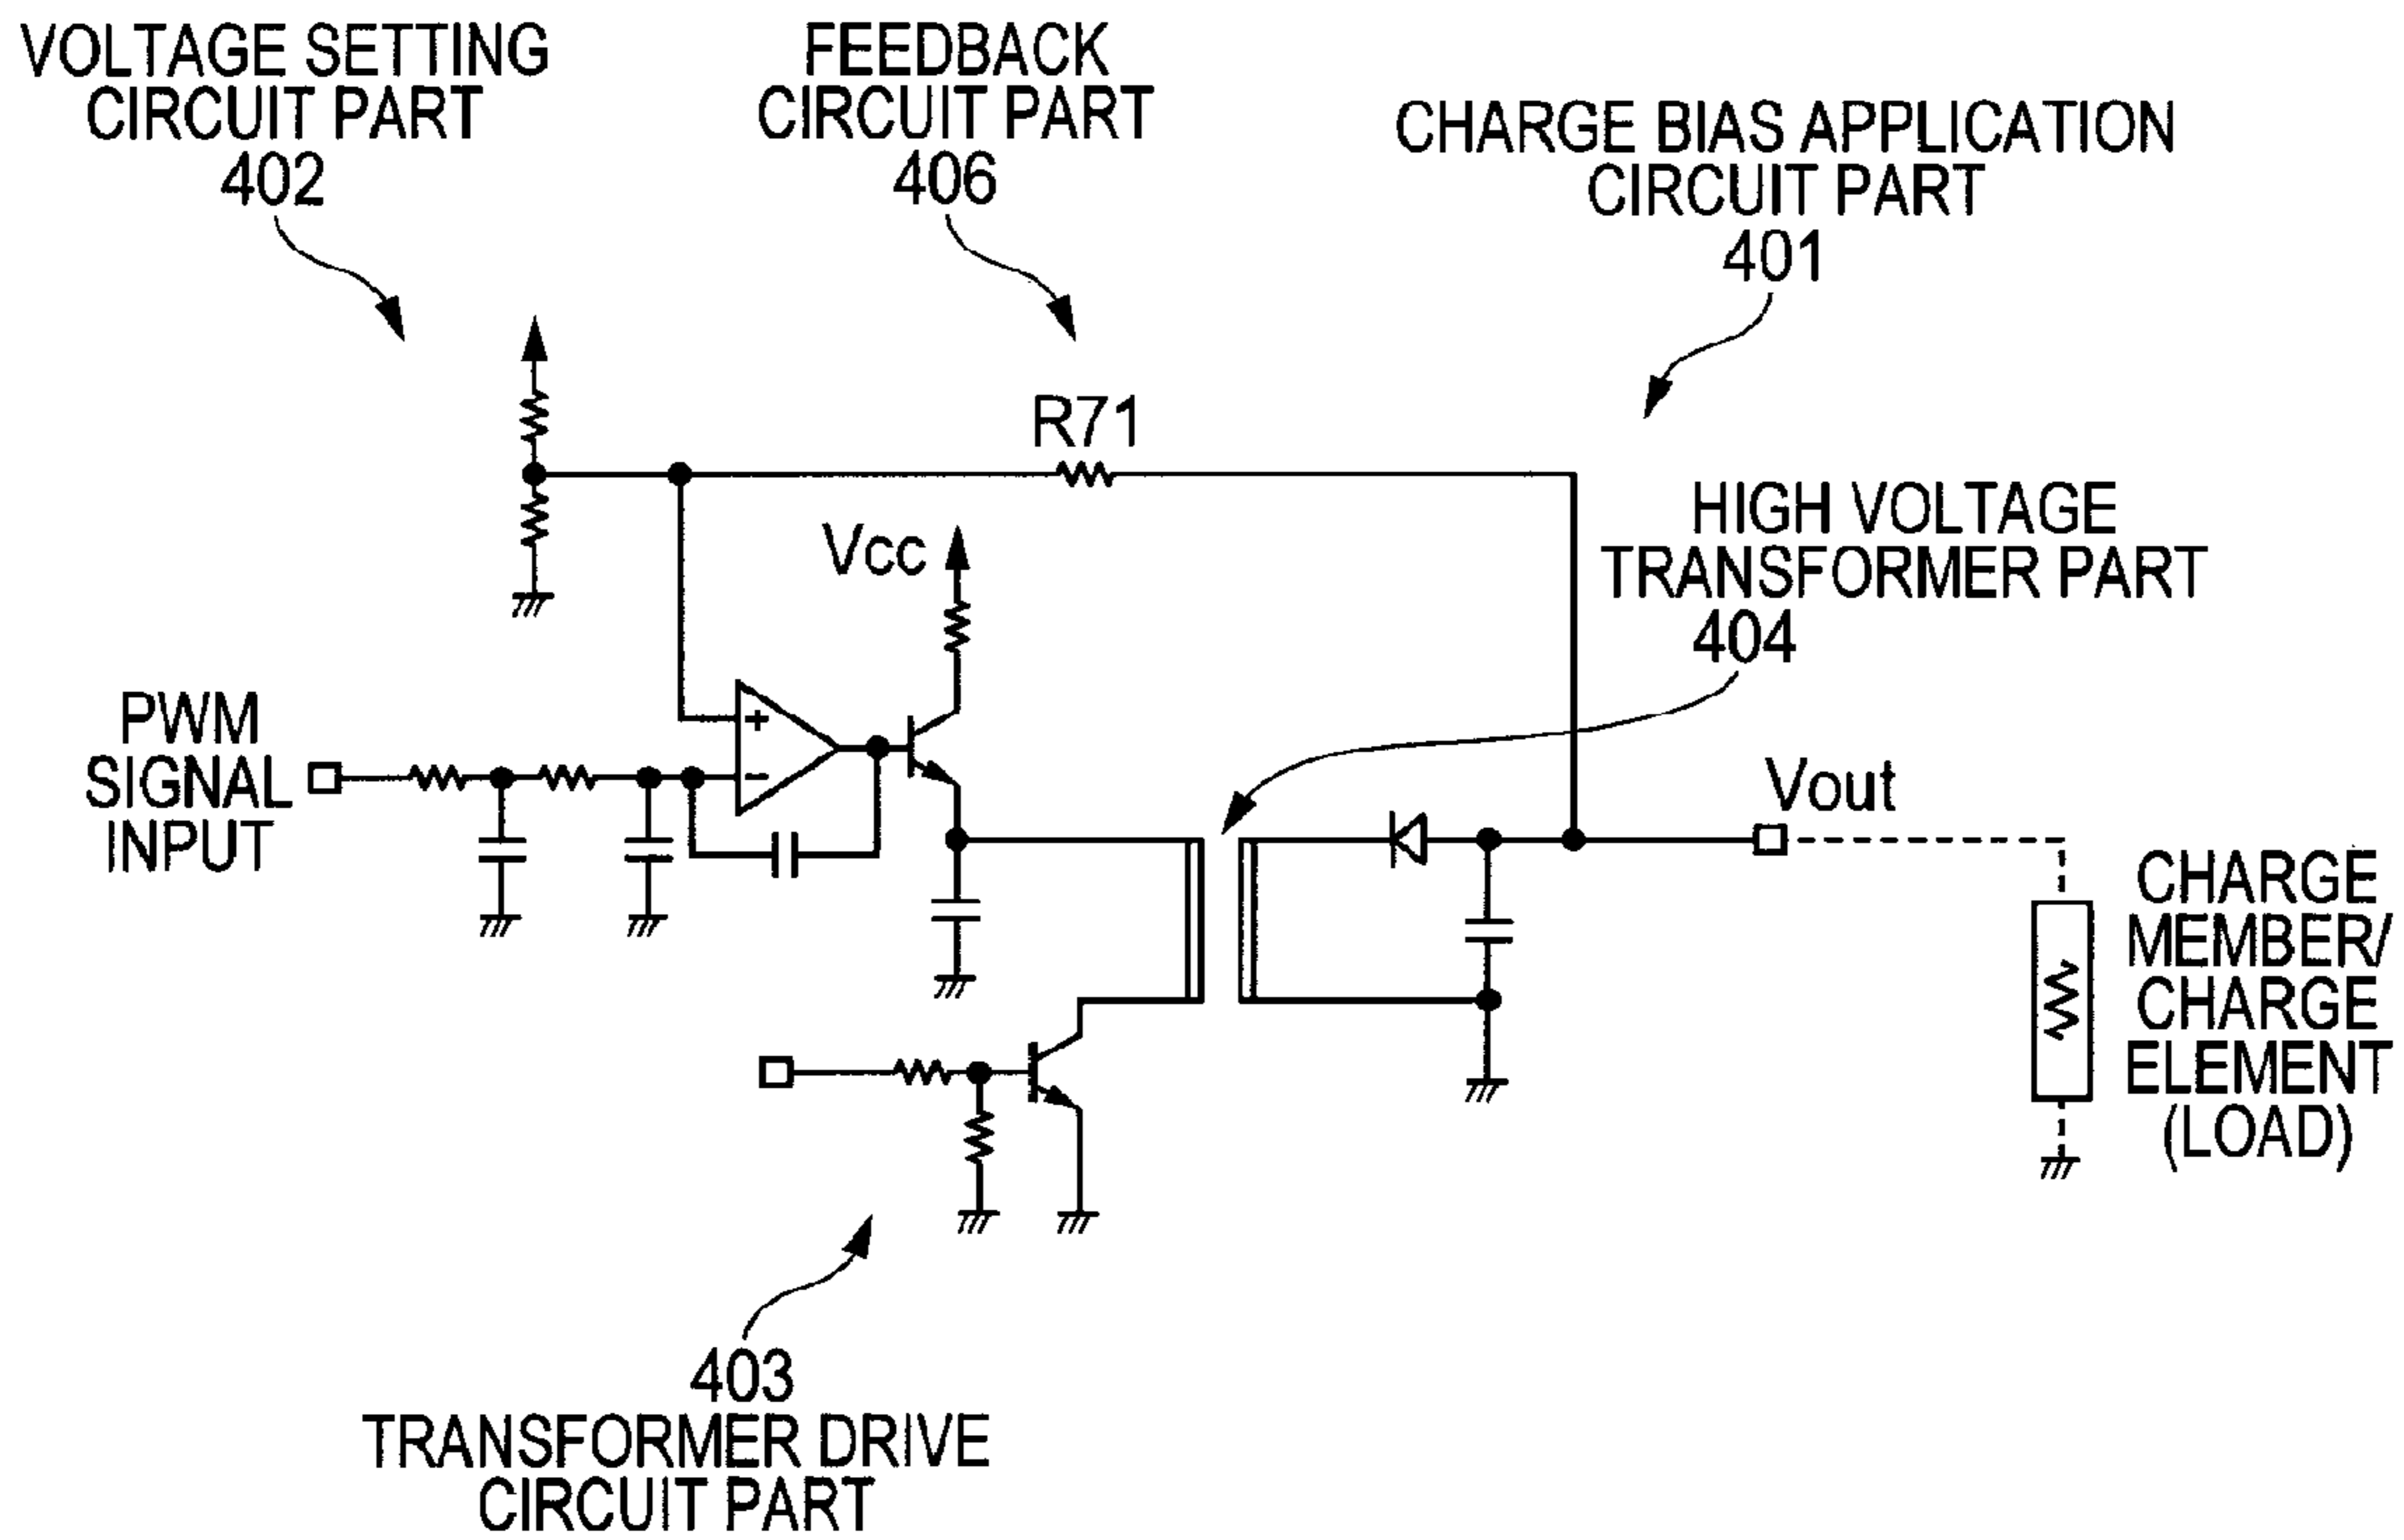 VOLTAGE SETTING
CIRCUIT PART
402
FEEDBACK
CIRCUIT PART
406
CHARGE BIAS APPLICATION
CIRCUIT PART
401
R71
HIGH VOLTAGE
TRANSFORMER PART
404
Vcc
PWM
SIGNAL
INPUT
+
−
Vout
CHARGE
MEMBER/
CHARGE
ELEMENT
(LOAD)
403
TRANSFORMER DRIVE
CIRCUIT PART